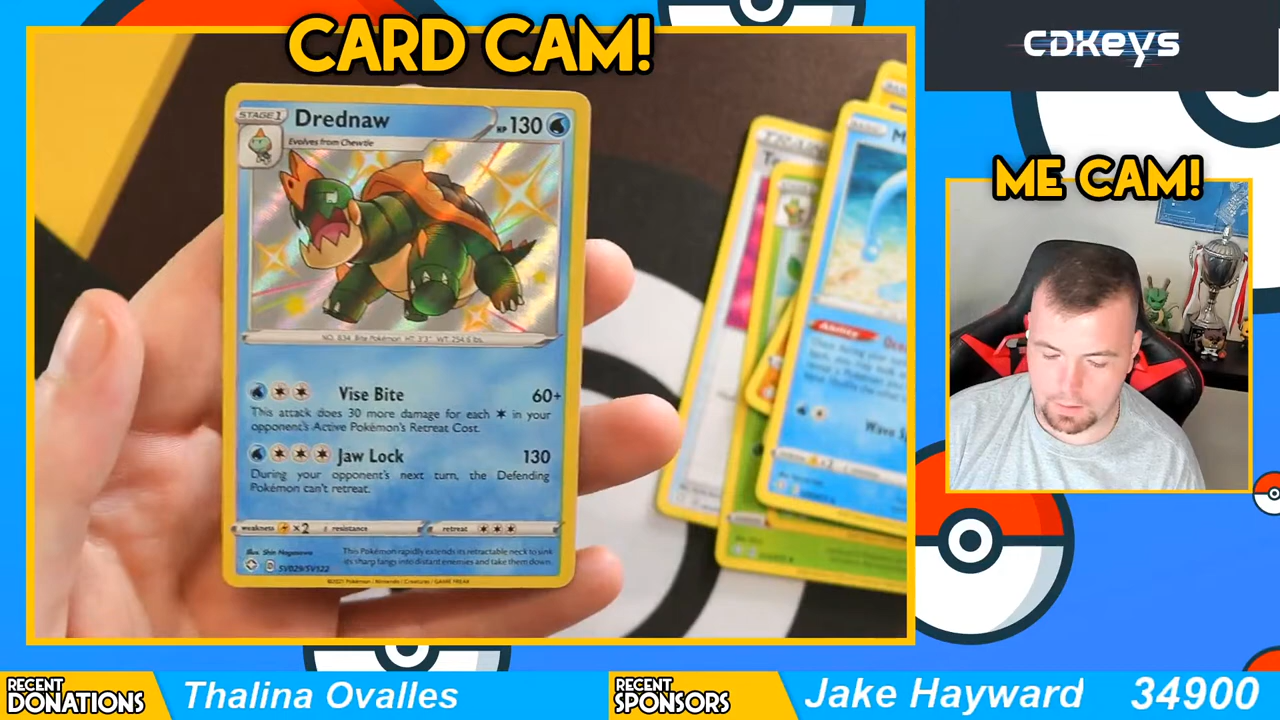 CARD CAM!
CDKeys
ME CAM!
STAGE 1
Drednaw
HP 130
Evolves from Chewtle
NO. 834 Bite Pokémon HT: 3'3" WT: 254.6 lbs.
Vise Bite 60+
This attack does 30 more damage for each in your
opponent's Active Pokémon's Retreat Cost.
Jaw Lock 130
During your opponent's next turn, the Defending
Pokémon can't retreat.
weakness ×2 resistance retreat
Illus. Shin Nagasawa
SV029/SV122
This Pokémon rapidly extends its retractable neck to sink
its sharp fangs into distant enemies and take them down.
©2021 Pokémon / Nintendo / Creatures / GAME FREAK
Ability
RECENT
DONATIONS
Thalina Ovalles
RECENT
SPONSORS
Jake Hayward
34900